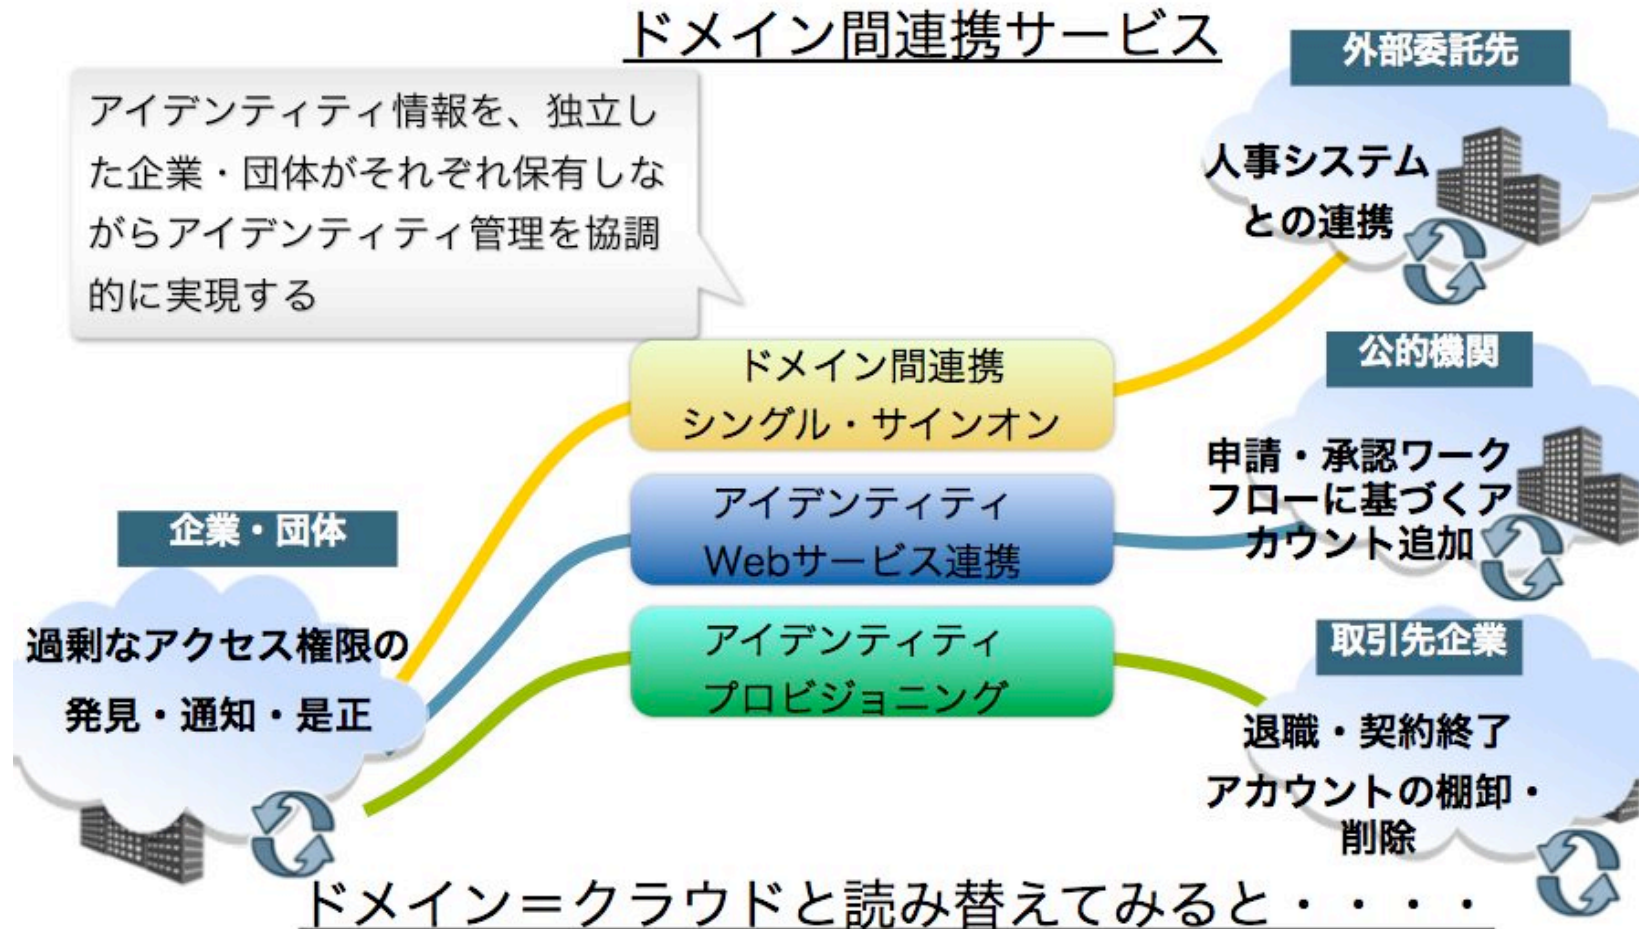 ドメイン間連携サービス
アイデンティティ情報を、独立し
た企業・団体がそれぞれ保有しな
がらアイデンティティ管理を協調
的に実現する
外部委託先
人事システム
との連携
ドメイン間連携
シングル・サインオン
公的機関
申請・承認ワーク
フローに基づくア
カウント追加
アイデンティティ
Webサービス連携
企業・団体
過剰なアクセス権限の
発見・通知・是正
アイデンティティ
プロビジョニング
取引先企業
退職・契約終了
アカウントの棚卸・
削除
ドメイン＝クラウドと読み替えてみると・・・・